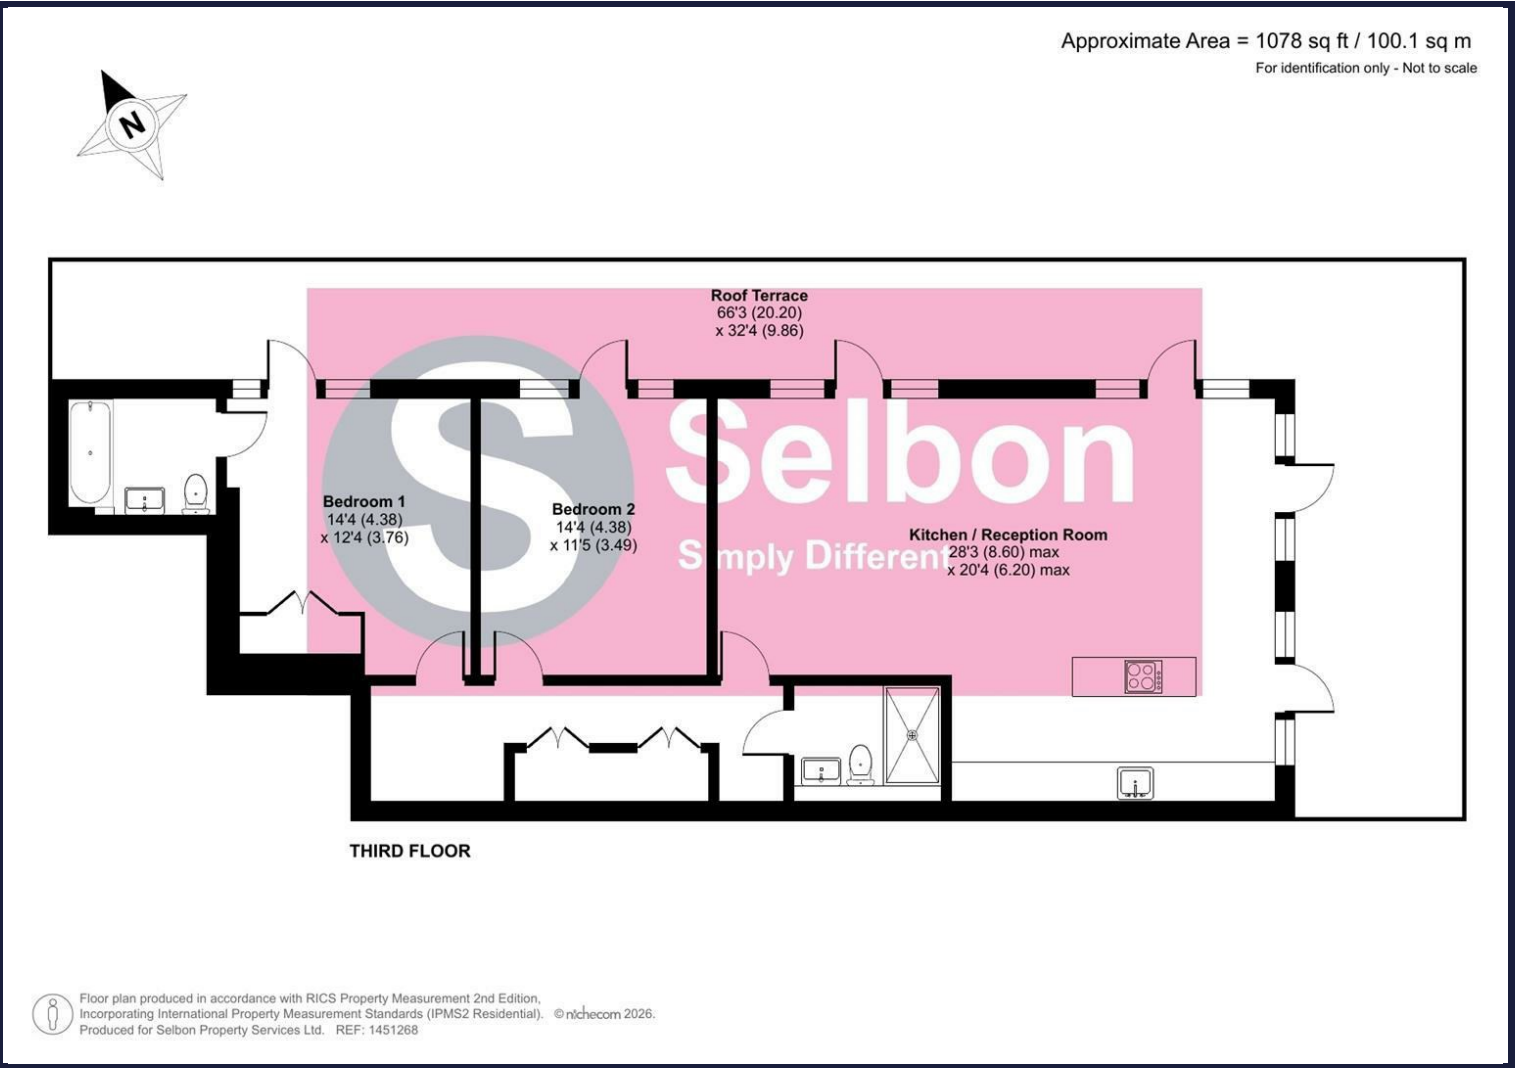 Approximate Area = 1078 sq ft / 100.1 sq m
For identification only - Not to scale
N
Roof Terrace
66'3 (20.20)
x 32'4 (9.86)
S
Selbon
Simply Different
Bedroom 1
14'4 (4.38)
x 12'4 (3.76)
Bedroom 2
14'4 (4.38)
x 11'5 (3.49)
Kitchen / Reception Room
28'3 (8.60) max
x 20'4 (6.20) max
THIRD FLOOR
Floor plan produced in accordance with RICS Property Measurement 2nd Edition,
Incorporating International Property Measurement Standards (IPMS2 Residential). © nichecom 2026.
Produced for Selbon Property Services Ltd. REF: 1451268